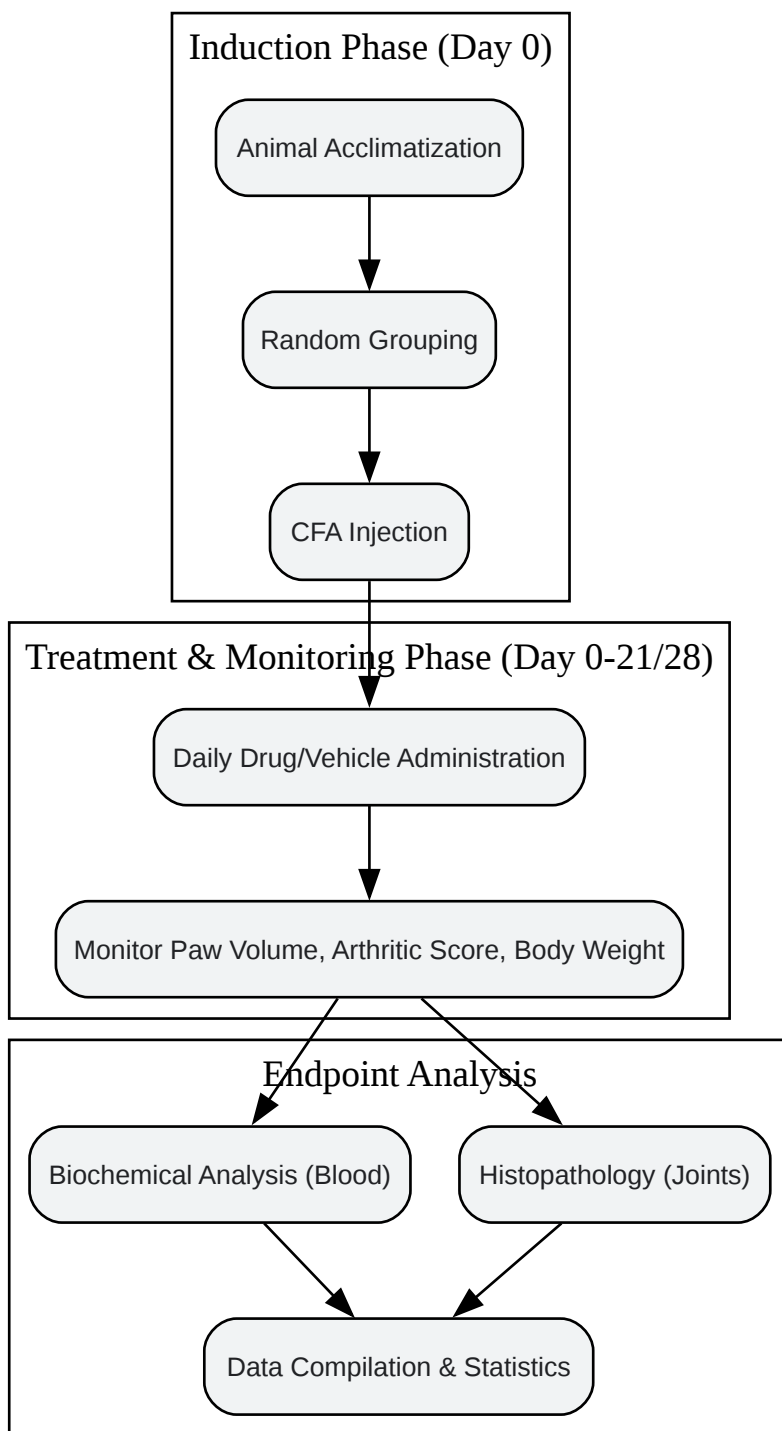 Induction Phase (Day 0)
Animal Acclimatization
Random Grouping
CFA Injection
Treatment & Monitoring Phase (Day 0-21/28)
Daily Drug/Vehicle Administration
Monitor Paw Volume, Arthritic Score, Body Weight
Endpoint Analysis
Biochemical Analysis (Blood)
Histopathology (Joints)
Data Compilation & Statistics